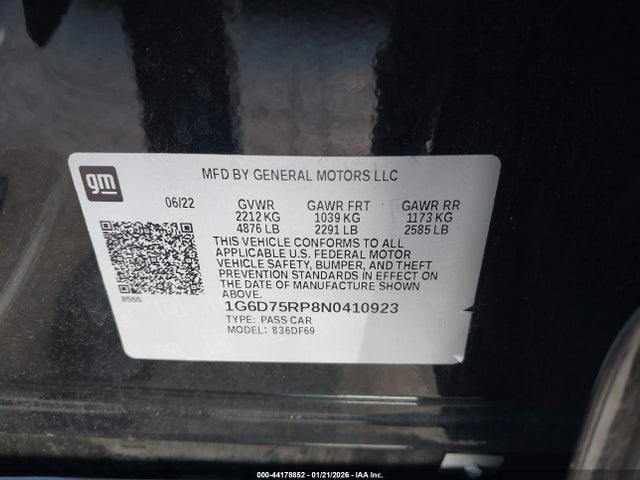 gm
MFD BY GENERAL MOTORS LLC
06/22 GVWR GAWR FRT GAWR RR
2212 KG 1039 KG 1173 KG
4876 LB 2291 LB 2585 LB
THIS VEHICLE CONFORMS TO ALL
APPLICABLE U.S. FEDERAL MOTOR
VEHICLE SAFETY, BUMPER, AND THEFT
PREVENTION STANDARDS IN EFFECT ON
THE DATE OF MANUFACTURE SHOWN
ABOVE.
8555
1G6D75RP8N0410923
TYPE: PASS CAR
MODEL: 836DF69
000-44178852 - 01/21/2026 - IAA Inc.